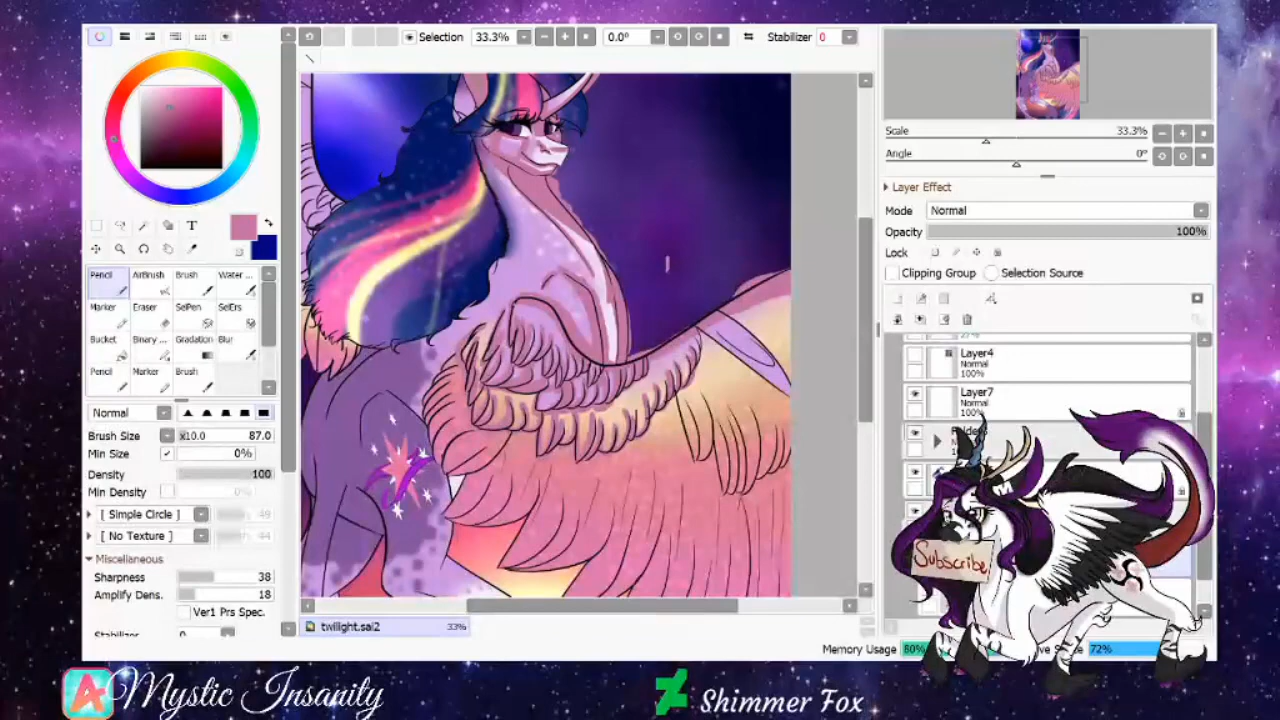 Selection 33.3% 0.0° Stabilizer 0
Scale 33.3%
Angle 0°
Layer Effect
Mode Normal
Opacity 100%
Lock
Clipping Group Selection Source
T
Pencil AirBrush Brush Water ...
Marker Eraser SelPen SelErs
Bucket Binary ... Gradation Blur
Pencil Marker Brush
Normal
Brush Size x10.0 87.0
Min Size 0%
Density 100
Min Density 0%
[ Simple Circle ] 49
[ No Texture ] 44
Miscellaneous
Sharpness 38
Amplify Dens. 18
Ver1 Prs Spec.
Stabilizer 0
Layer4
Normal
100%
Layer7
Normal
100%
Subscribe
twilight.sai2 33%
Memory Usage 80% 72%
Mystic Insanity
Shimmer Fox